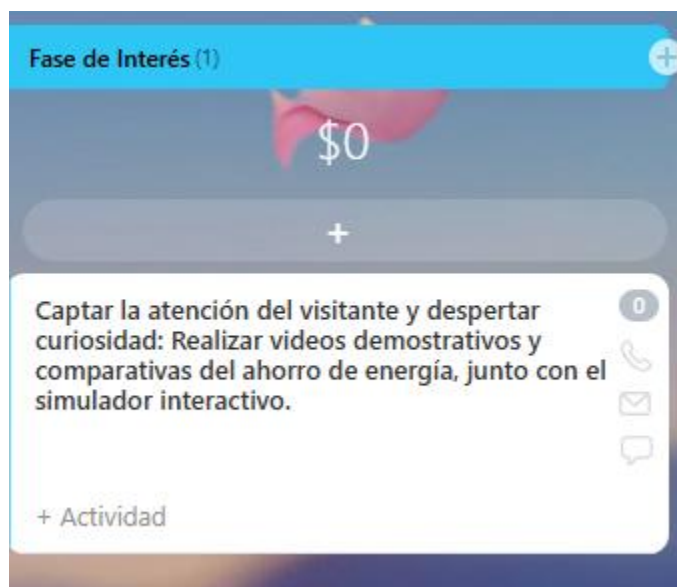 Fase de Interés (1)
$0
+
Captar la atención del visitante y despertar
0
curiosidad: Realizar videos demostrativos y
comparativas del ahorro de energía, junto con el
simulador interactivo.
+ Actividad